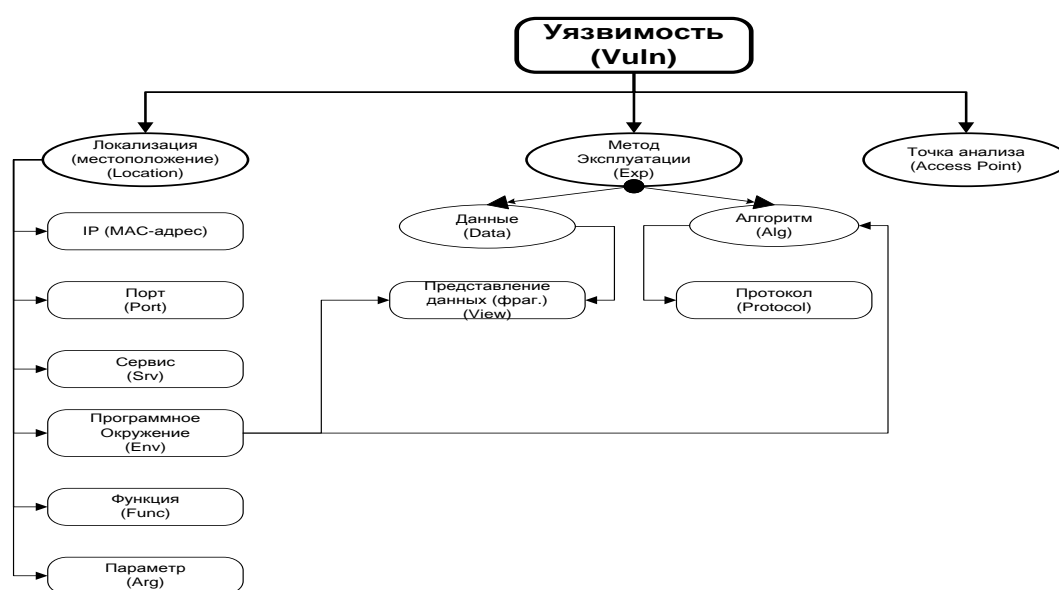 Уязвимость
(Vuln)
Локализация
(местоположение)
(Location)
Метод
Эксплуатации
(Exp)
Точка анализа
(Access Point)
IP (MAC-адрес)
Данные
(Data)
Алгоритм
(Alg)
Порт
(Port)
Представление
данных (фраг.)
(View)
Протокол
(Protocol)
Сервис
(Srv)
Программное
Окружение
(Env)
Функция
(Func)
Параметр
(Arg)